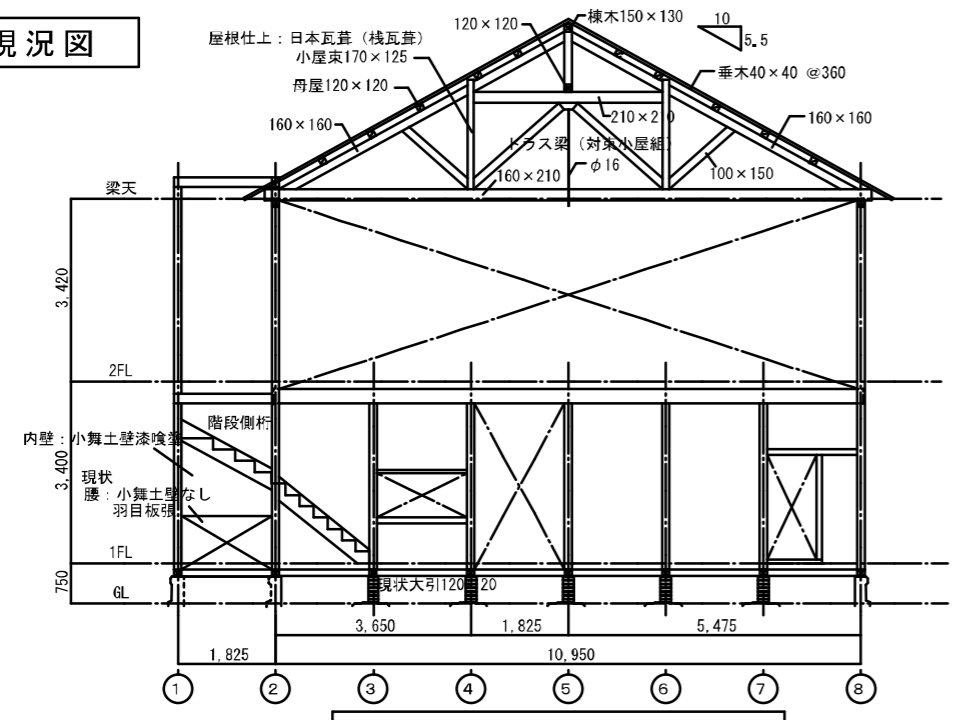 現況図
屋根仕上：日本瓦葺（桟瓦葺）
小屋束170×125
母屋120×120
160×160
120×120
棟木150×130
10
5.5
垂木40×40 @360
160×160
210×210
トラス梁（対束小屋組）
φ16
160×210
100×150
梁天
3,420
2FL
階段側桁
内壁：小舞土壁漆喰塗
3,400
現状
腰：小舞土壁なし
羽目板張
1FL
750
GL
現状大引120×120
3,650
1,825
5,475
1,825
10,950
1
2
3
4
5
6
7
8